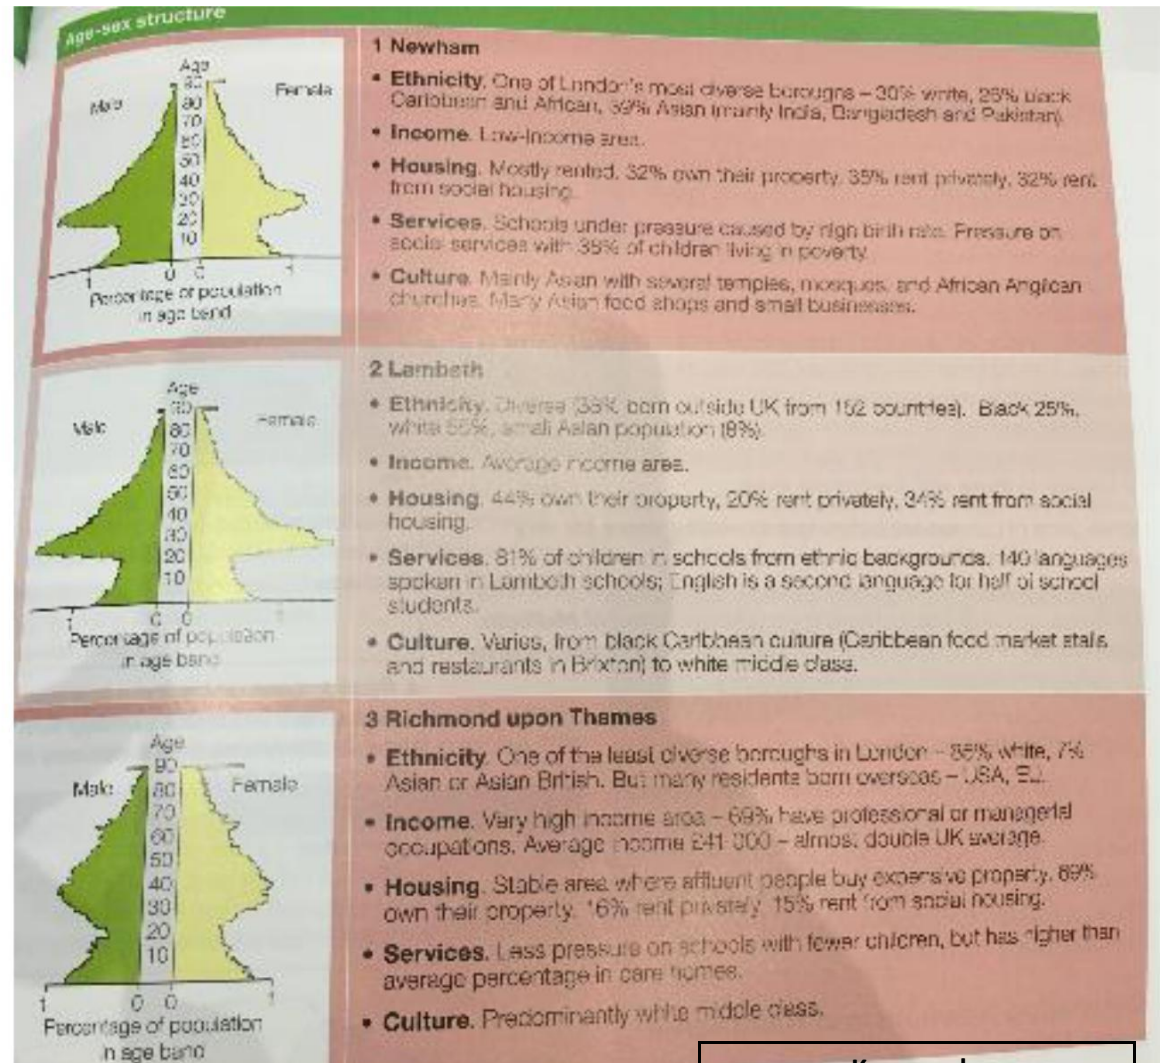 Age-sex structure
Age
Male
Female
90
80
70
60
50
40
30
20
10
1 0 0 1
Percentage of population
in age band
1 Newham
• Ethnicity. One of London's most diverse boroughs – 30% white, 26% black
Caribbean and African, 39% Asian (mainly India, Bangladesh and Pakistan).
• Income. Low-income area.
• Housing. Mostly rented. 32% own their property, 35% rent privately, 32% rent
from social housing.
• Services. Schools under pressure caused by high birth rate. Pressure on
social services with 38% of children living in poverty.
• Culture. Mainly Asian with several temples, mosques, and African Anglican
churches. Many Asian food shops and small businesses.
Age
Male
Female
90
80
70
60
50
40
30
20
10
1 0 0 1
Percentage of population
in age band
2 Lambeth
• Ethnicity. Diverse (38% born outside UK from 152 countries). Black 25%,
white 55%, small Asian population (8%).
• Income. Average income area.
• Housing. 44% own their property, 20% rent privately, 34% rent from social
housing.
• Services. 81% of children in schools from ethnic backgrounds. 140 languages
spoken in Lambeth schools; English is a second language for half of school
students.
• Culture. Varies, from black Caribbean culture (Caribbean food market stalls
and restaurants in Brixton) to white middle class.
Age
Male
Female
90
80
70
60
50
40
30
20
10
1 0 0 1
Percentage of population
in age band
3 Richmond upon Thames
• Ethnicity. One of the least diverse boroughs in London – 86% white, 7%
Asian or Asian British. But many residents born overseas – USA, EU.
• Income. Very high income area – 69% have professional or managerial
occupations. Average income £41 000 – almost double UK average.
• Housing. Stable area where affluent people buy expensive property. 69%
own their property, 16% rent privately, 15% rent from social housing.
• Services. Less pressure on schools with fewer children, but has higher than
average percentage in care homes.
• Culture. Predominantly white middle class.